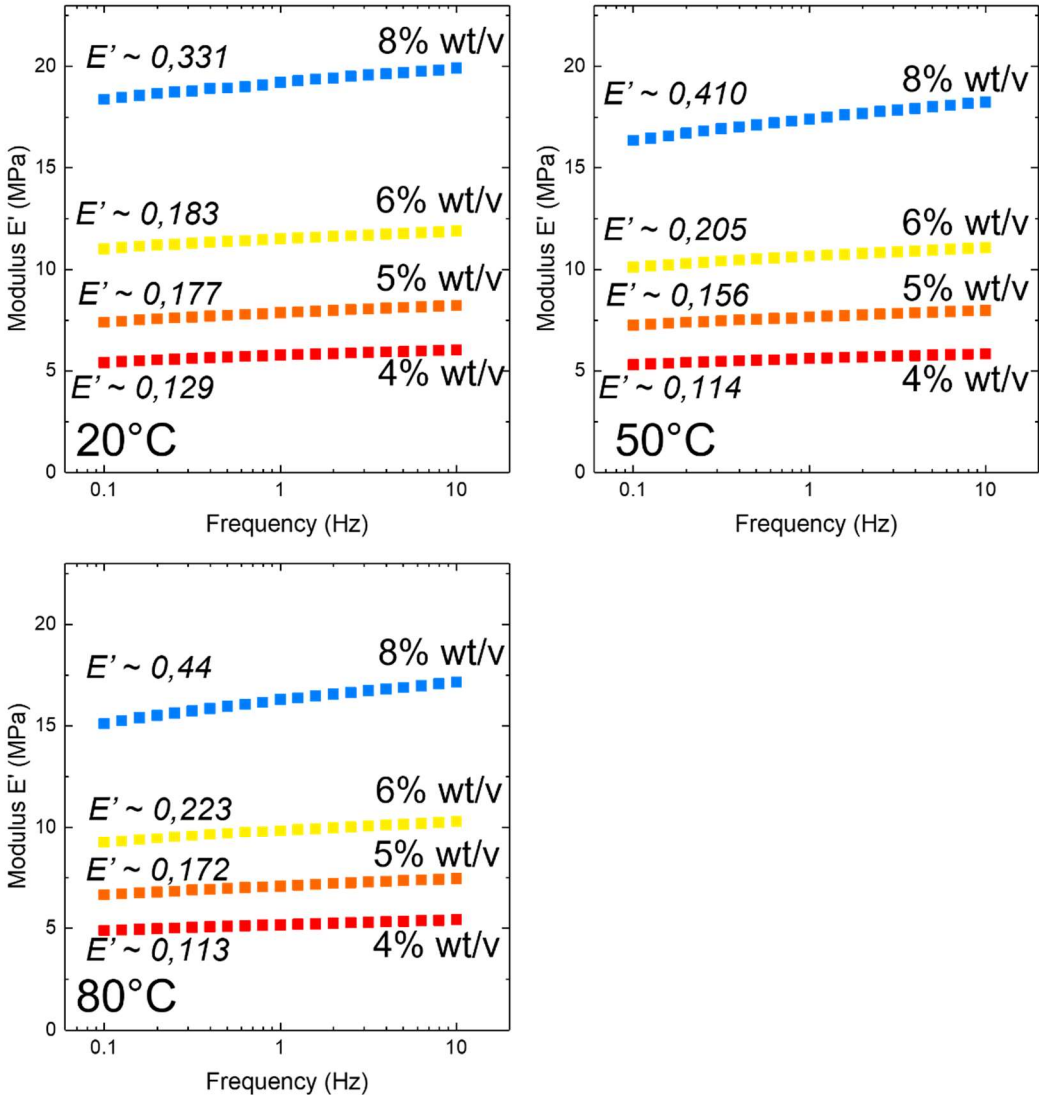 8% wt/v
E’ ~ 0,331
20
15
Modulus E' (MPa)
6% wt/v
E’ ~ 0,183
10
5% wt/v
E’ ~ 0,177
5
4% wt/v
E’ ~ 0,129
20°C
0
0.1
1
10
Frequency (Hz)
20
8% wt/v
E’ ~ 0,410
15
Modulus E' (MPa)
6% wt/v
E’ ~ 0,205
10
5% wt/v
E’ ~ 0,156
5
4% wt/v
E’ ~ 0,114
50°C
0
0.1
1
10
Frequency (Hz)
20
8% wt/v
E’ ~ 0,44
15
Modulus E' (MPa)
6% wt/v
E’ ~ 0,223
10
5% wt/v
E’ ~ 0,172
5
4% wt/v
E’ ~ 0,113
80°C
0
0.1
1
10
Frequency (Hz)